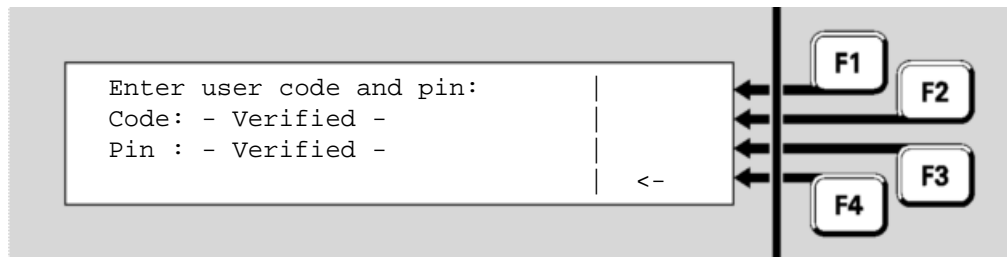 Enter user code and pin: |
Code: - Verified - |
Pin : - Verified - |
| <-
F1
F2
F3
F4